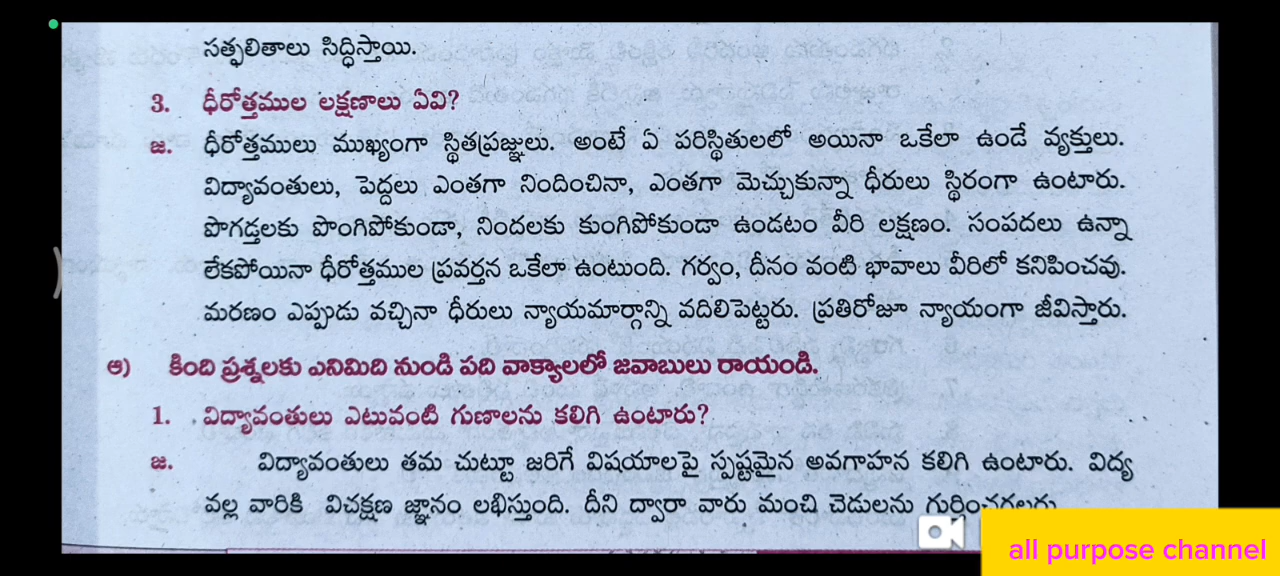 సత్ఫలితాలు సిద్ధిస్తాయి.
3. ధీరోత్తముల లక్షణాలు ఏవి?
జ. ధీరోత్తములు ముఖ్యంగా స్థితప్రజ్ఞులు. అంటే ఏ పరిస్థితులలో అయినా ఒకేలా ఉండే వ్యక్తులు.
విద్యావంతులు, పెద్దలు ఎంతగా నిందించినా, ఎంతగా మెచ్చుకున్నా ధీరులు స్థిరంగా ఉంటారు.
పొగడ్తలకు పొంగిపోకుండా, నిందలకు కుంగిపోకుండా ఉండటం వీరి లక్షణం. సంపదలు ఉన్నా
లేకపోయినా ధీరోత్తముల ప్రవర్తన ఒకేలా ఉంటుంది. గర్వం, దీనం వంటి భావాలు వీరిలో కనిపించవు.
మరణం ఎప్పుడు వచ్చినా ధీరులు న్యాయమార్గాన్ని వదిలిపెట్టరు. ప్రతిరోజూ న్యాయంగా జీవిస్తారు.
ఆ) కింది ప్రశ్నలకు ఎనిమిది నుండి పది వాక్యాలలో జవాబులు రాయండి.
1. విద్యావంతులు ఎటువంటి గుణాలను కలిగి ఉంటారు?
జ. విద్యావంతులు తమ చుట్టూ జరిగే విషయాలపై స్పష్టమైన అవగాహన కలిగి ఉంటారు. విద్య
వల్ల వారికి విచక్షణ జ్ఞానం లభిస్తుంది. దీని ద్వారా వారు మంచి చెడులను గుర్తించగలరు
all purpose channel